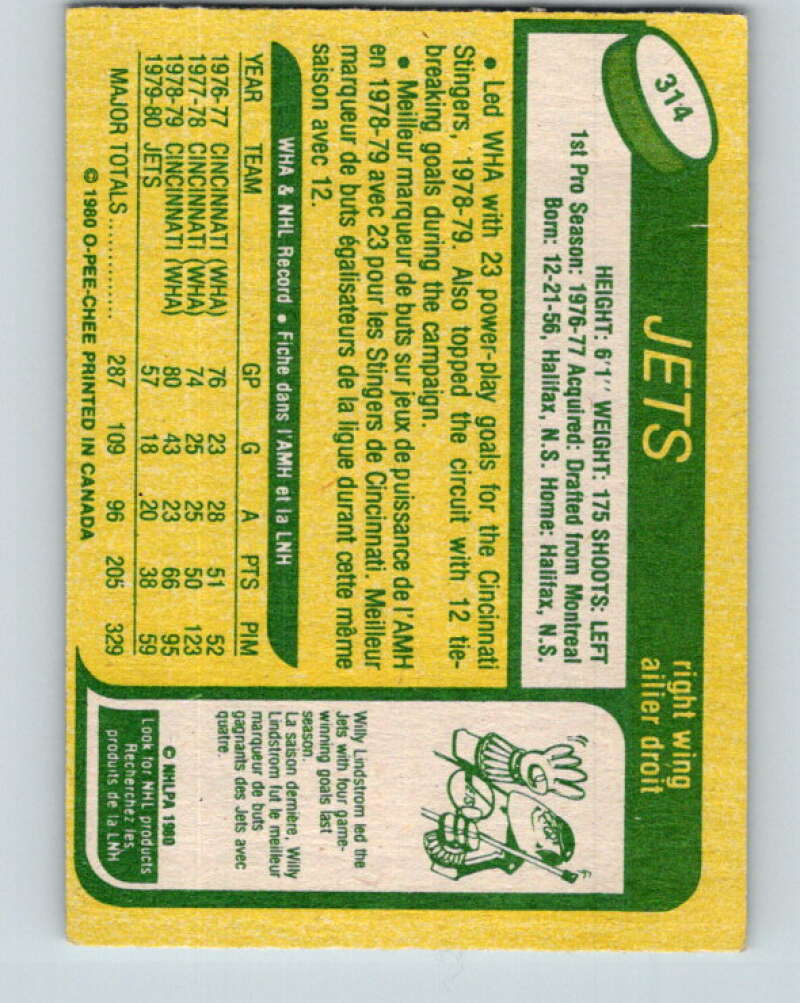 314
JETS
right wing
ailier droit
HEIGHT: 6'1" WEIGHT: 175 SHOOTS: LEFT
1st Pro Season: 1976-77 Acquired: Drafted from Montreal
Born: 12-21-56, Halifax, N.S. Home: Halifax, N.S.
• Led WHA with 23 power-play goals for the Cincinnati
Stingers, 1978-79. Also topped the circuit with 12 tie-
breaking goals during the campaign.
• Meilleur marqueur de buts sur jeux de puissance de l'AMH
en 1978-79 avec 23 pour les Stingers de Cincinnati. Meilleur
marqueur de buts égalisateurs de la ligue durant cette même
saison avec 12.
WHA & NHL Record • Fiche dans l'AMH et la LNH
YEAR TEAM GP G A PTS PIM
1976-77 CINCINNATI (WHA) 76 23 28 51 52
1977-78 CINCINNATI (WHA) 74 25 25 50 123
1978-79 CINCINNATI (WHA) 80 43 23 66 95
1979-80 JETS 57 18 20 38 59
MAJOR TOTALS .............. 287 109 96 205 329
© 1980 O-PEE-CHEE PRINTED IN CANADA
Willy Lindstrom led the
Jets with four game-
winning goals last
season.
La saison dernière, Willy
Lindstrom fut le meilleur
marqueur de buts
gagnants des Jets avec
quatre.
© NHLPA 1980
Look for NHL products
Recherchez les
produits de la LNH